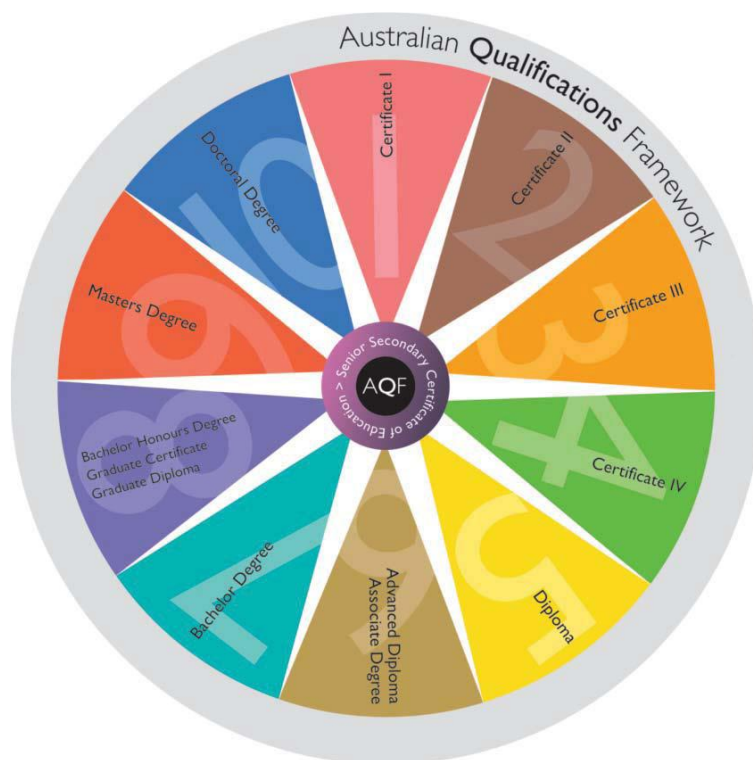 Australian Qualifications Framework
1
Certificate I
2
Certificate II
3
Certificate III
4
Certificate IV
5
Diploma
6
Advanced Diploma
Associate Degree
7
Bachelor Degree
8
Bachelor Honours Degree
Graduate Certificate
Graduate Diploma
9
Masters Degree
10
Doctoral Degree
Senior Secondary Certificate of Education >
AQF